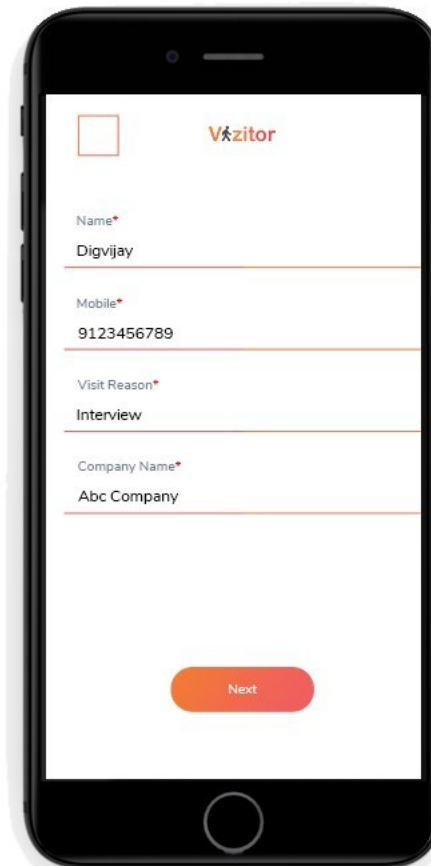 Vizitor
Name*
Digvijay
Mobile*
9123456789
Visit Reason*
Interview
Company Name*
Abc Company
Next